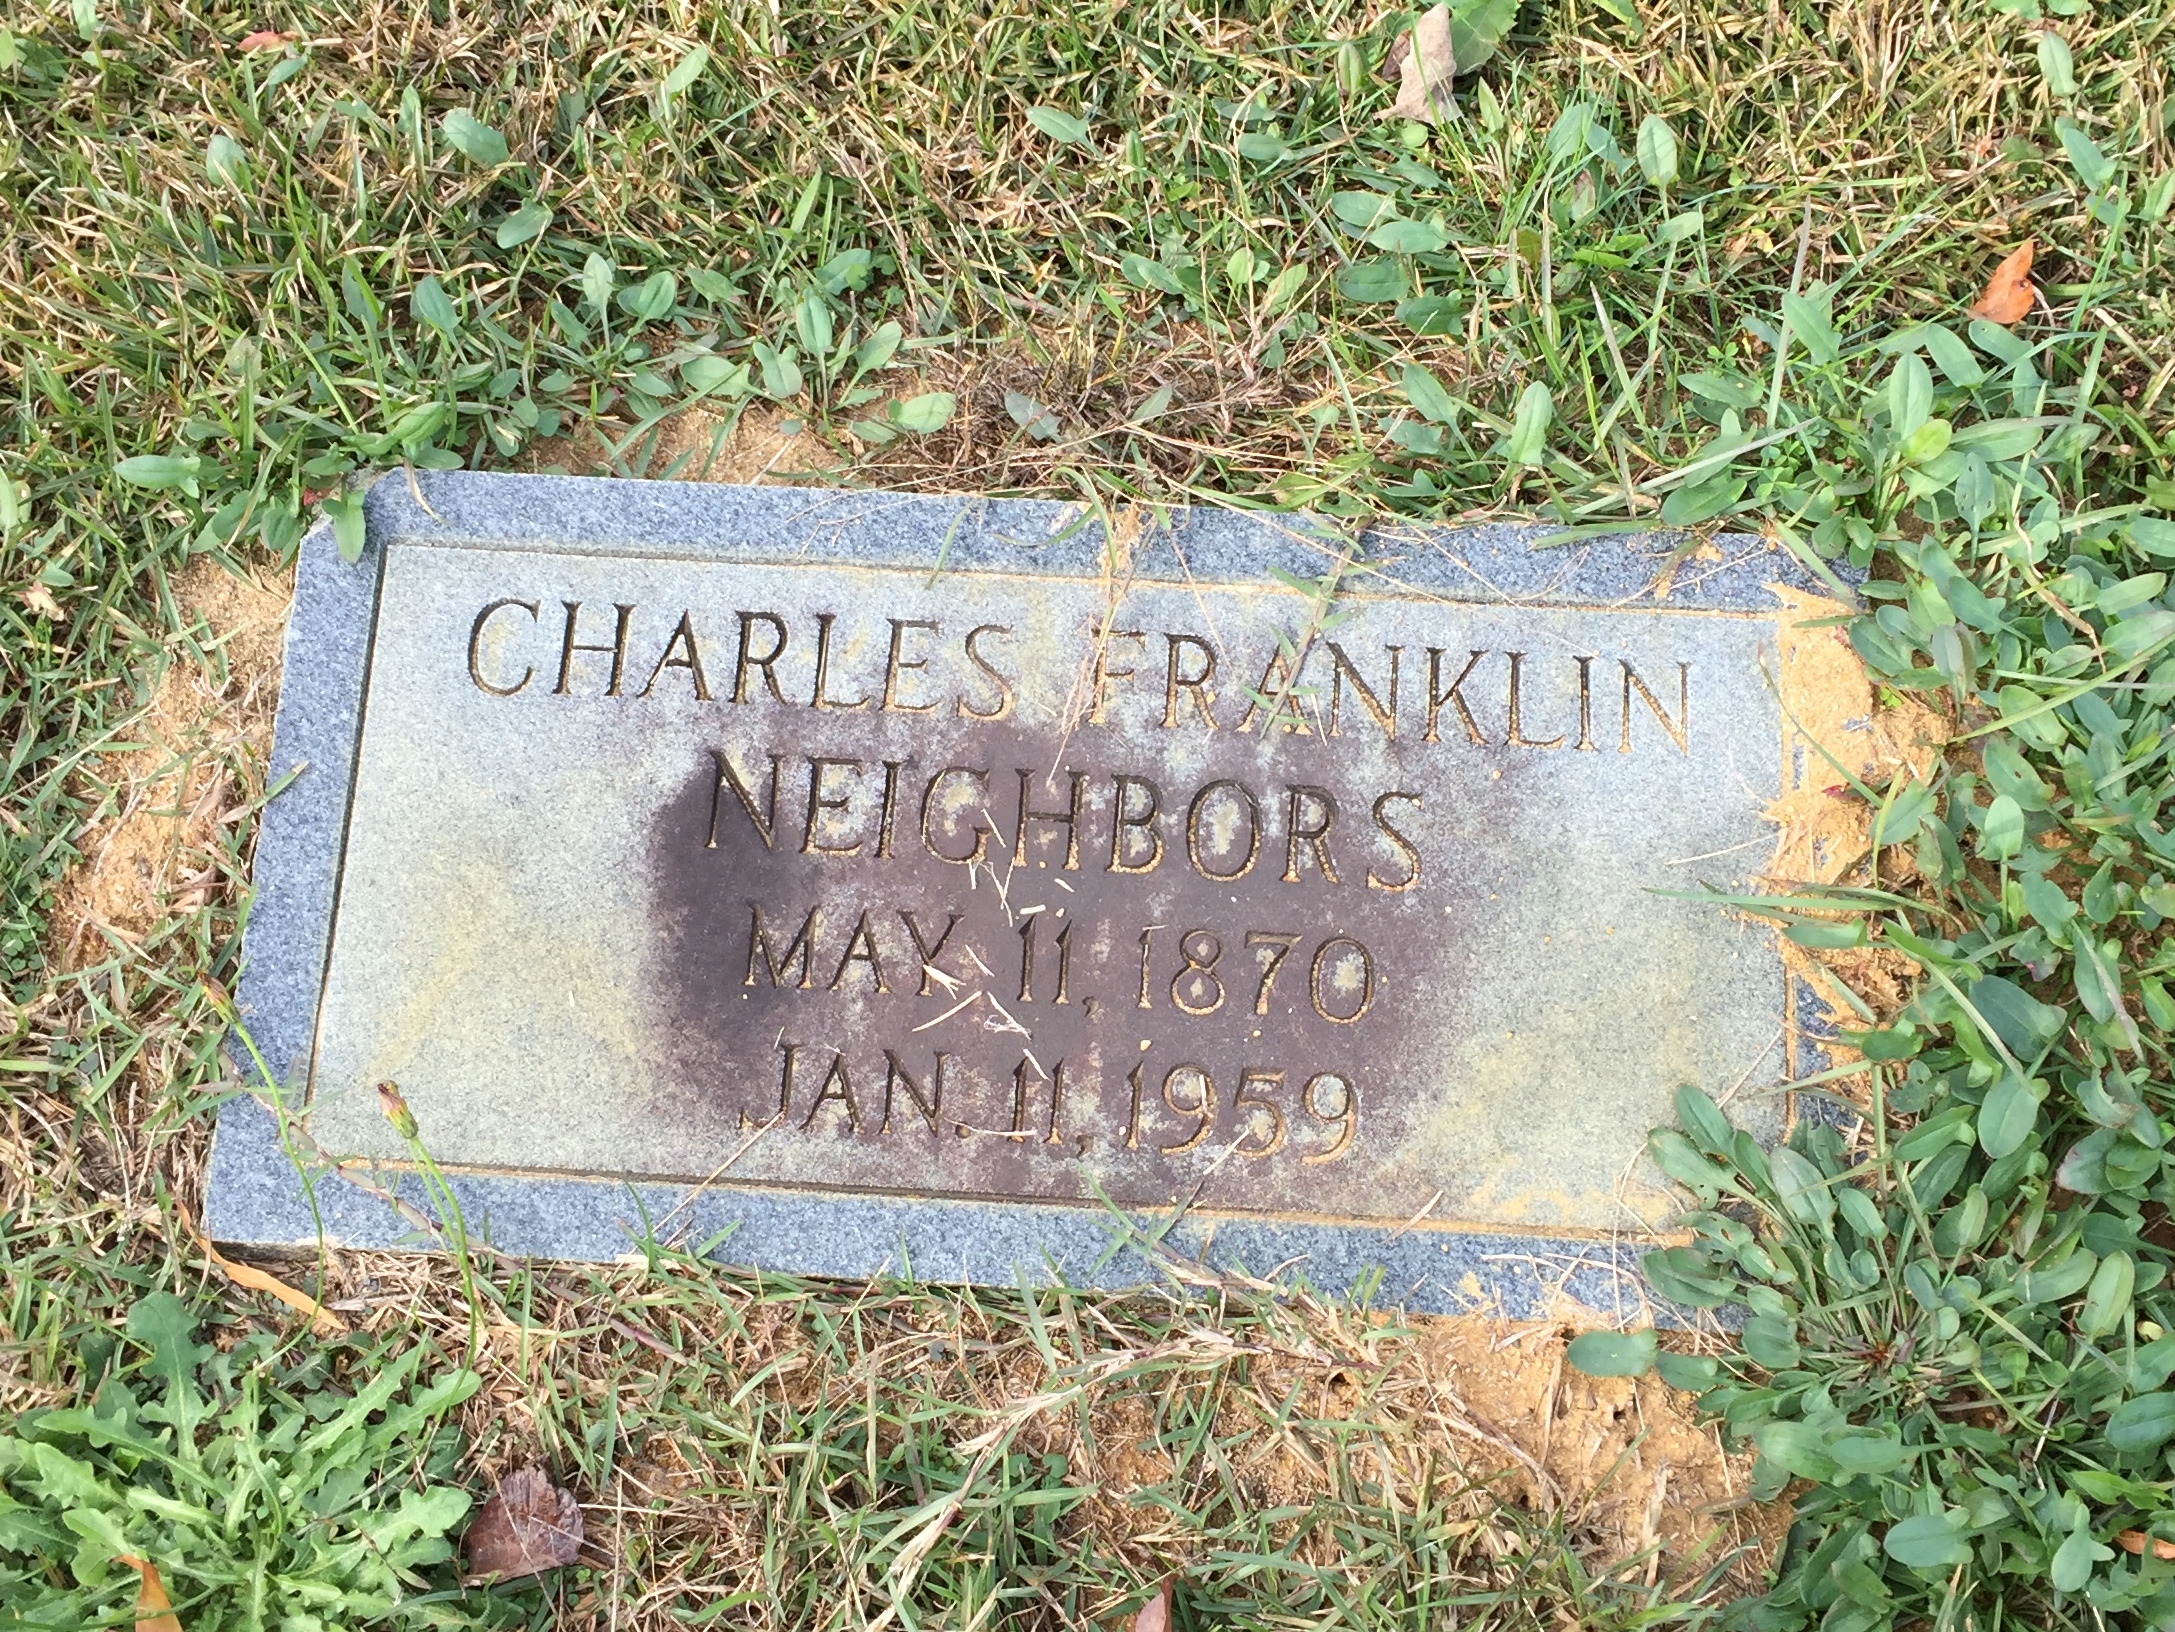 CHARLES FRANKLIN
NEIGHBORS
MAY 11, 1870
JAN. 11, 1959